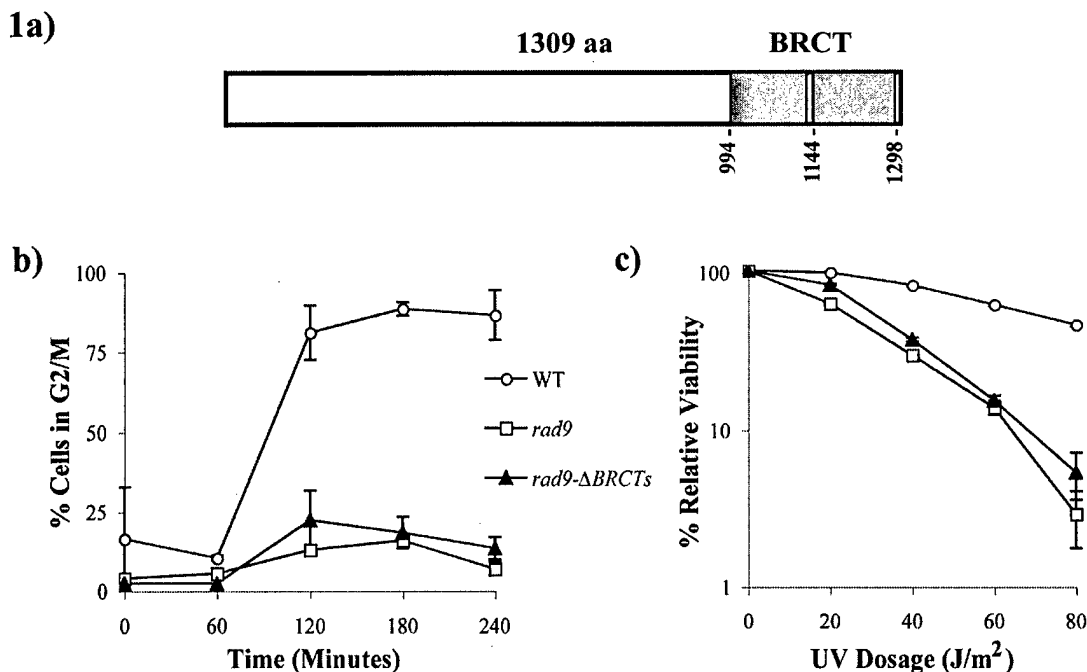 1a)
1309 aa
BRCT
994
1144
1298
b)
% Cells in G2/M
100
75
50
25
0
0 60 120 180 240
Time (Minutes)
WT
rad9
rad9-ΔBRCTs
c)
% Relative Viability
100
10
1
0 20 40 60 80
UV Dosage (J/m²)